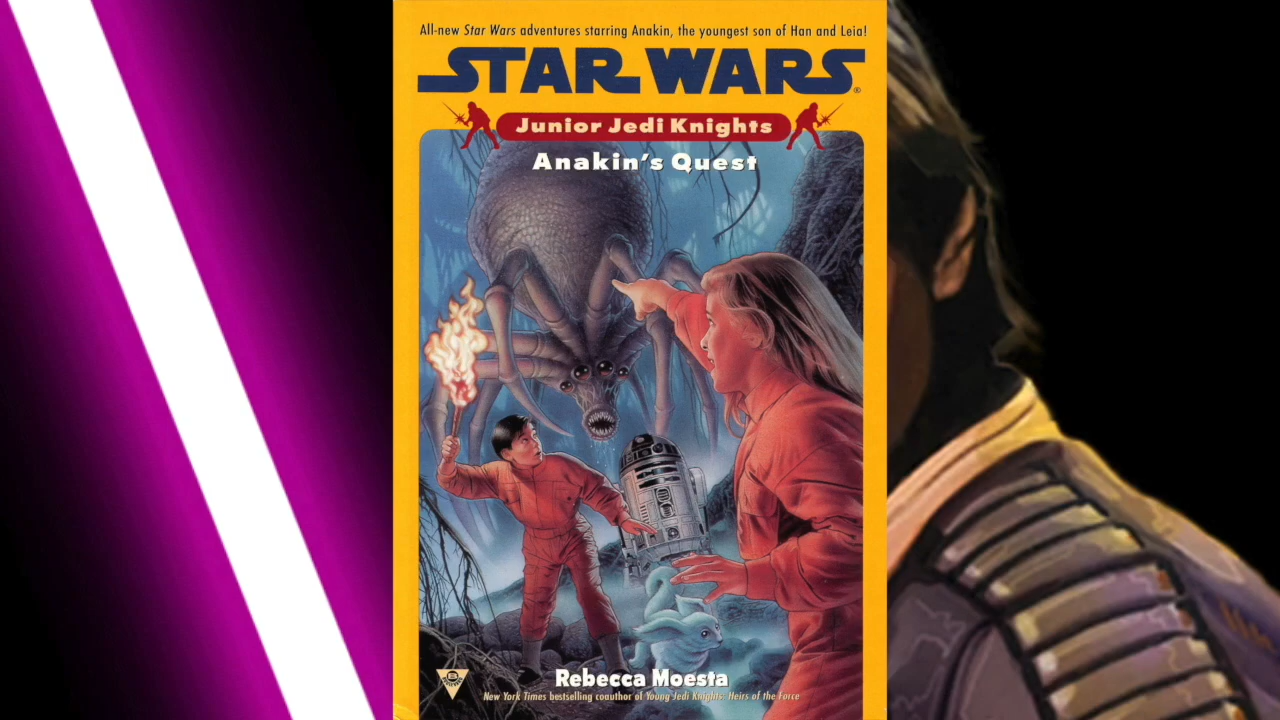 All-new Star Wars adventures starring Anakin, the youngest son of Han and Leia!
STAR WARS®
Junior Jedi Knights
Anakin's Quest
B
Rebecca Moesta
New York Times bestselling coauthor of Young Jedi Knights: Heirs of the Force